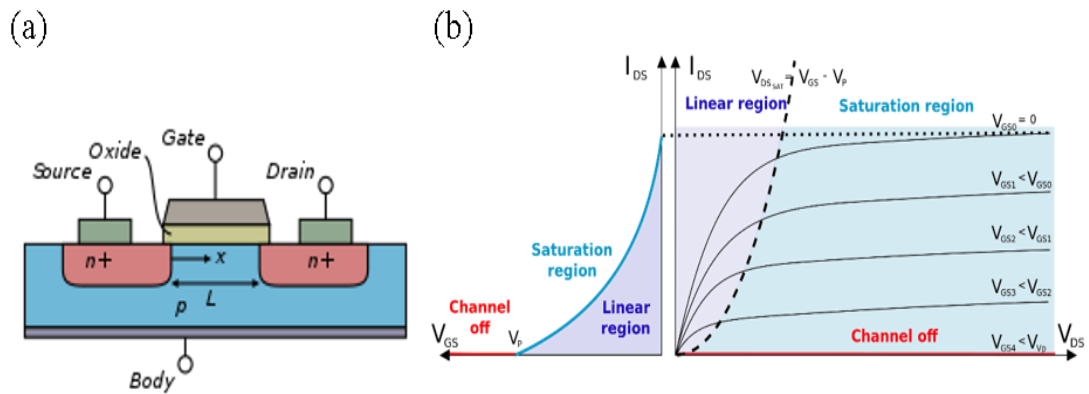 (a)
Gate
Oxide
Source
Drain
n+
x
n+
L
p
Body
(b)
I DS
I DS
V DS SAT = V GS - V P
Linear region
Saturation region
V GS0 = 0
V GS1 < V GS0
Saturation
region
V GS2 < V GS1
Channel
off
Linear
region
V GS3 < V GS2
Channel off
V GS
V P
V GS4 < V VD
V DS